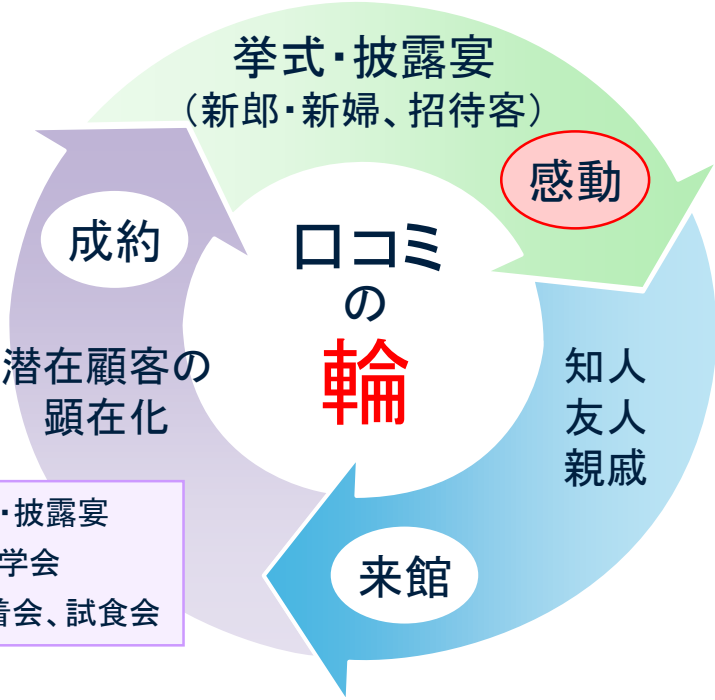 挙式・披露宴
（新郎・新婦、招待客）
感動
成約
口コミ
の
輪
潜在顧客の
顕在化
知人
友人
親戚
・披露宴
学会
着会、試食会
来館